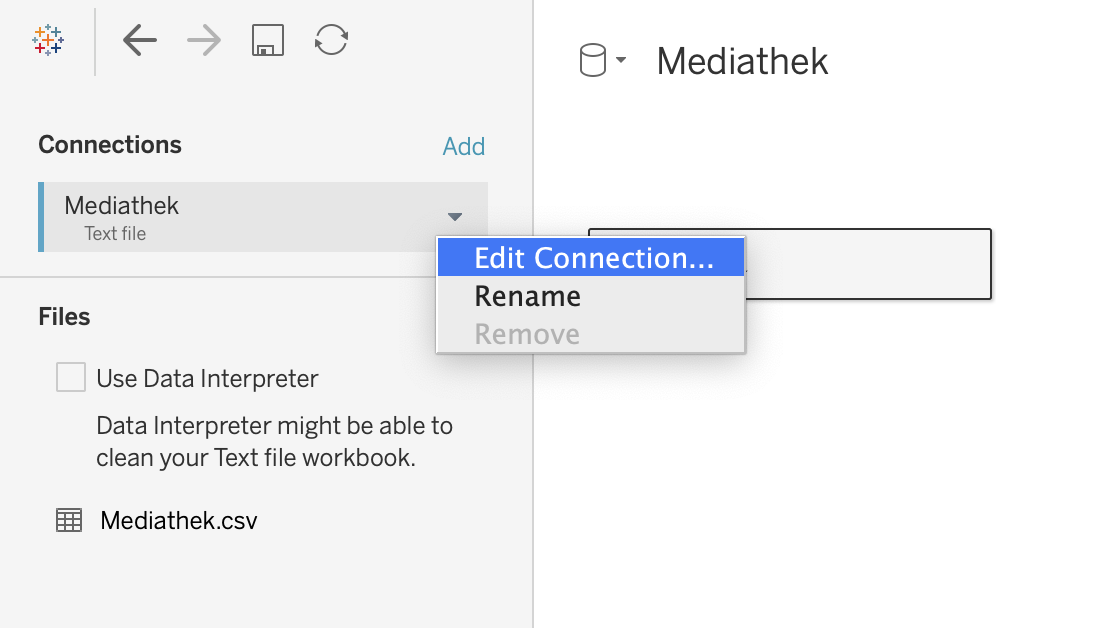 Mediathek
Connections
Add
Mediathek
Text file
Edit Connection...
Rename
Remove
Files
Use Data Interpreter
Data Interpreter might be able to
clean your Text file workbook.
Mediathek.csv